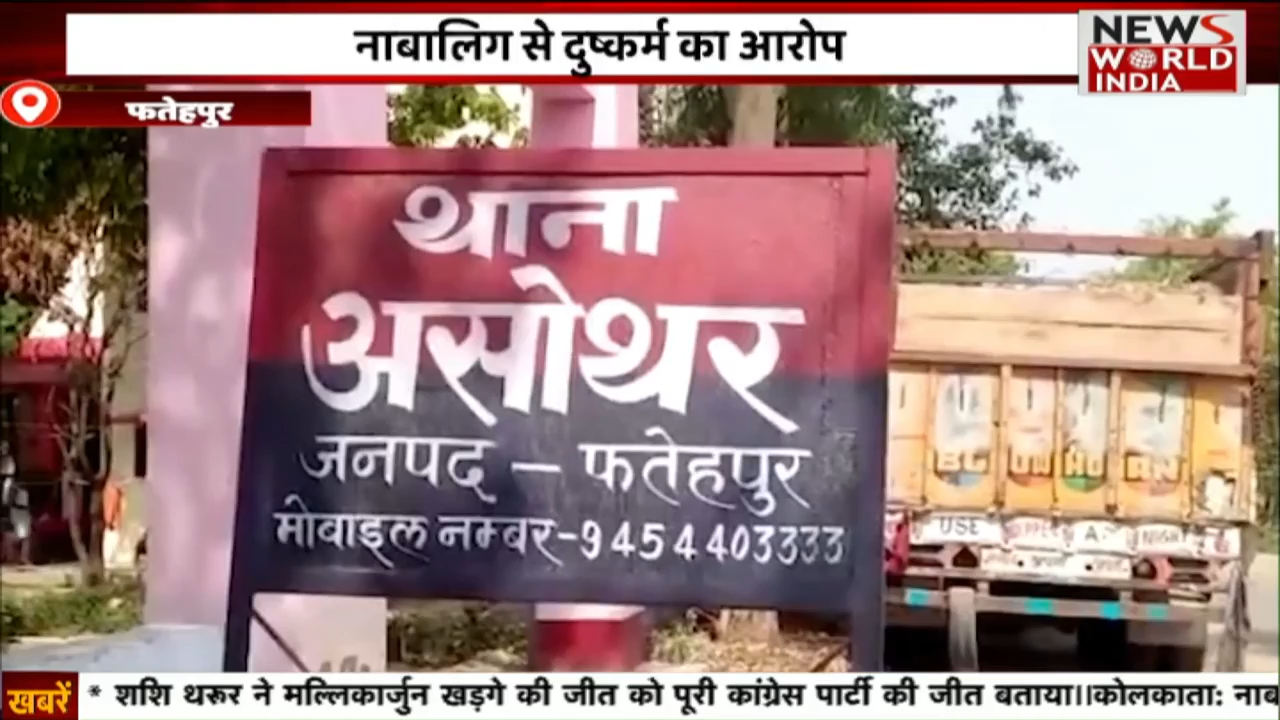 नाबालिग से दुष्कर्म का आरोप
NEWS
WORLD
INDIA
फतेहपुर
थाना
असोथर
जनपद – फतेहपुर
मोबाइल नम्बर-9454403333
USE
खबरें * शशि थरूर ने मल्लिकार्जुन खड़गे की जीत को पूरी कांग्रेस पार्टी की जीत बताया।।कोलकाता: नाब